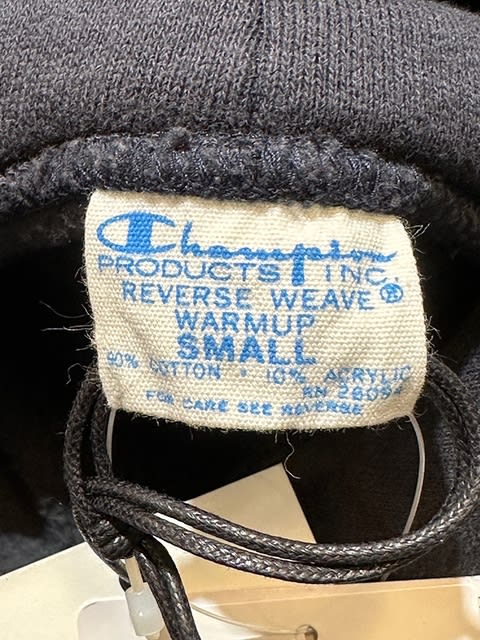 Champion
PRODUCTS INC.
REVERSE WEAVE®
WARMUP
SMALL
90% COTTON • 10% ACRYLIC
RN 26094
FOR CARE SEE REVERSE